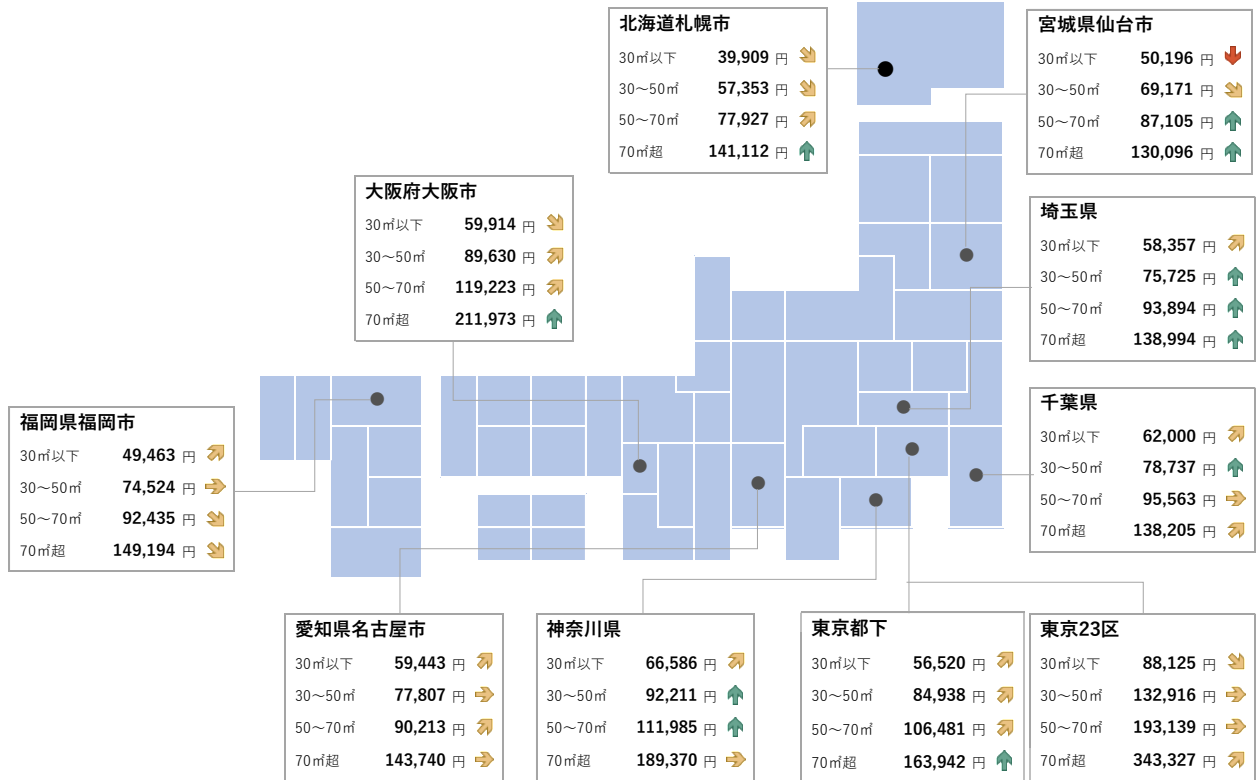 北海道札幌市
30㎡以下 39,909 円
30～50㎡ 57,353 円
50～70㎡ 77,927 円
70㎡超 141,112 円
宮城県仙台市
30㎡以下 50,196 円
30～50㎡ 69,171 円
50～70㎡ 87,105 円
70㎡超 130,096 円
大阪府大阪市
30㎡以下 59,914 円
30～50㎡ 89,630 円
50～70㎡ 119,223 円
70㎡超 211,973 円
埼玉県
30㎡以下 58,357 円
30～50㎡ 75,725 円
50～70㎡ 93,894 円
70㎡超 138,994 円
千葉県
30㎡以下 62,000 円
30～50㎡ 78,737 円
50～70㎡ 95,563 円
70㎡超 138,205 円
福岡県福岡市
30㎡以下 49,463 円
30～50㎡ 74,524 円
50～70㎡ 92,435 円
70㎡超 149,194 円
愛知県名古屋市
30㎡以下 59,443 円
30～50㎡ 77,807 円
50～70㎡ 90,213 円
70㎡超 143,740 円
神奈川県
30㎡以下 66,586 円
30～50㎡ 92,211 円
50～70㎡ 111,985 円
70㎡超 189,370 円
東京都下
30㎡以下 56,520 円
30～50㎡ 84,938 円
50～70㎡ 106,481 円
70㎡超 163,942 円
東京23区
30㎡以下 88,125 円
30～50㎡ 132,916 円
50～70㎡ 193,139 円
70㎡超 343,327 円